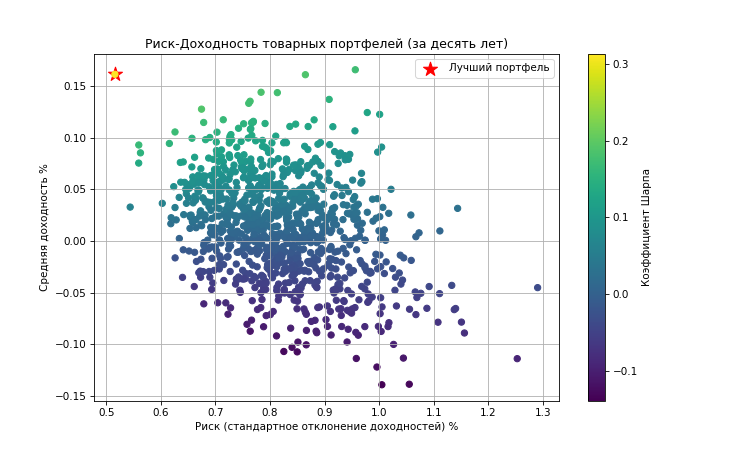 Риск-Доходность товарных портфелей (за десять лет)
Лучший портфель
Средняя доходность %
0.15
0.10
0.05
0.00
−0.05
−0.10
−0.15
0.5 0.6 0.7 0.8 0.9 1.0 1.1 1.2 1.3
Риск (стандартное отклонение доходностей) %
0.3
0.2
0.1
0.0
−0.1
Коэффициент Шарпа